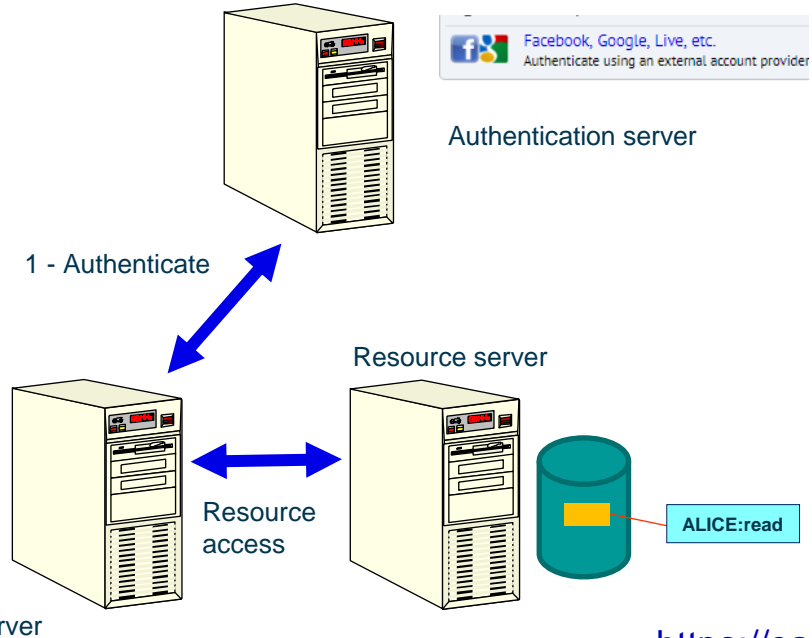 Facebook, Google, Live, etc.
Authenticate using an external account provider
Authentication server
1 - Authenticate
Resource server
Resource
access
ALICE:read
rver